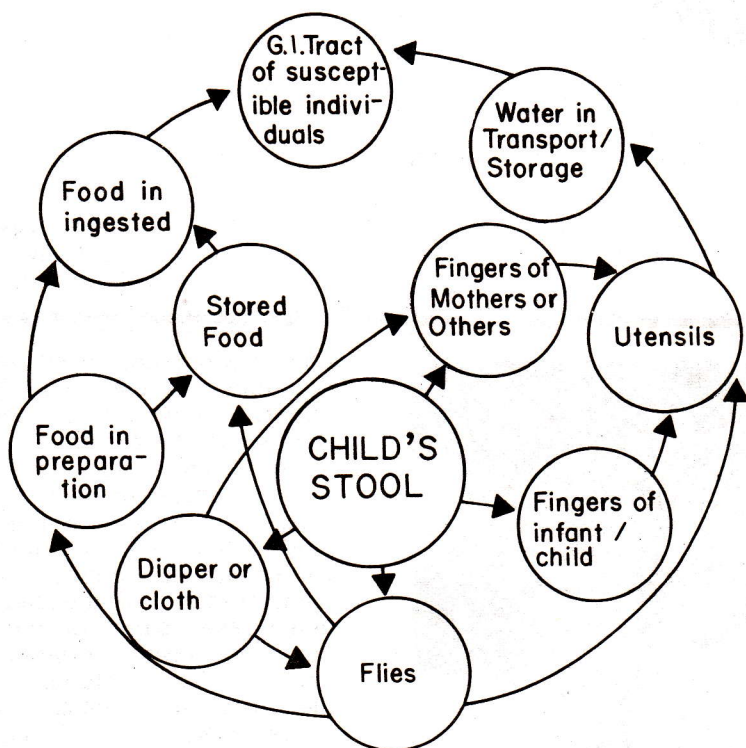 G.I.Tract
of suscept-
ible indivi-
duals
Water in
Transport/
Storage
Food in
ingested
Fingers of
Mothers or
Others
Stored
Food
Utensils
CHILD'S
STOOL
Food in
prepara-
tion
Fingers of
infant /
child
Diaper or
cloth
Flies